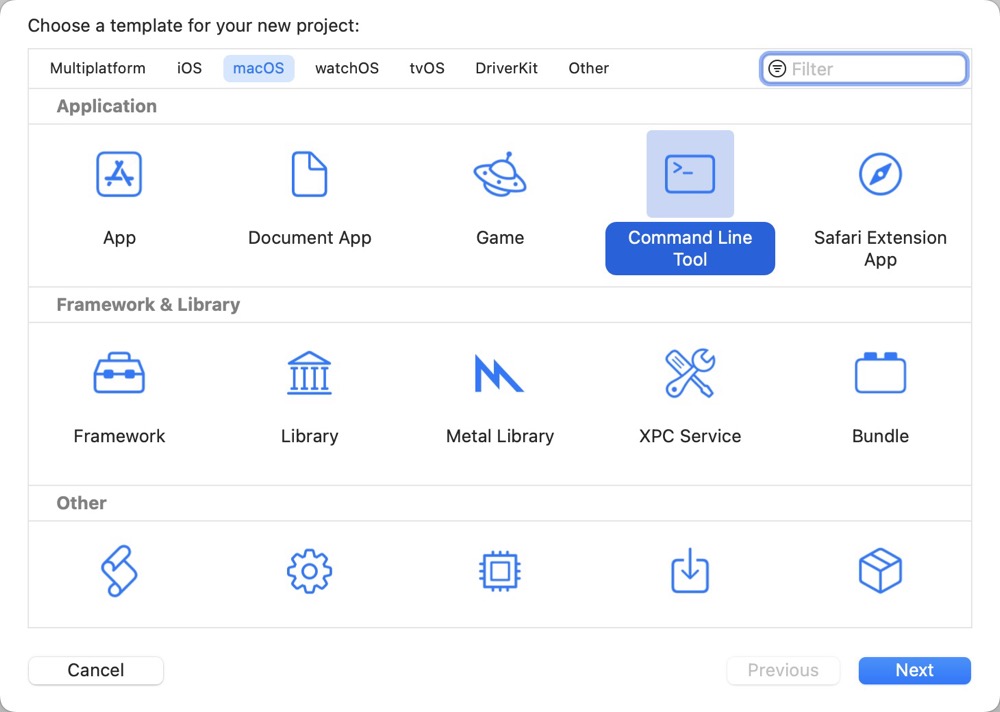 Choose a template for your new project:
Multiplatform iOS macOS watchOS tvOS DriverKit Other
Filter
Application
App
Document App
Game
Command Line
Tool
Safari Extension
App
Framework & Library
Framework
Library
Metal Library
XPC Service
Bundle
Other
Cancel
Previous
Next